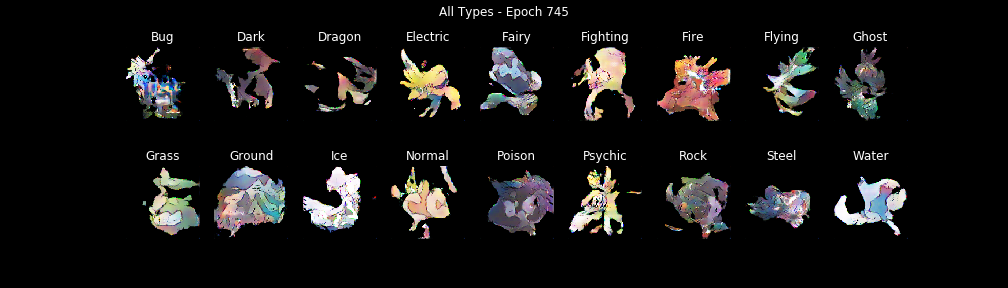 All Types - Epoch 745
Bug Dark Dragon Electric Fairy Fighting Fire Flying Ghost
Grass Ground Ice Normal Poison Psychic Rock Steel Water